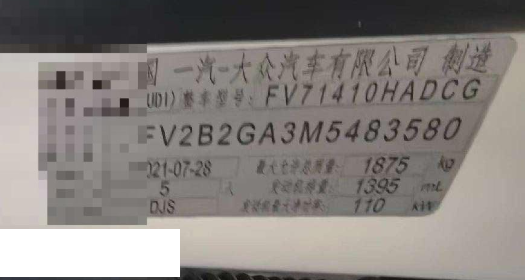 国 一汽-大众汽车有限公司 制造
UDI) 整车型号: FV71410HADCG
FV2B2GA3M5483580
021-07-28 最大允许总质量: 1875 kg
5 人 发动机排量: 1395 mL
DJS 发动机最大净功率: 110 kW